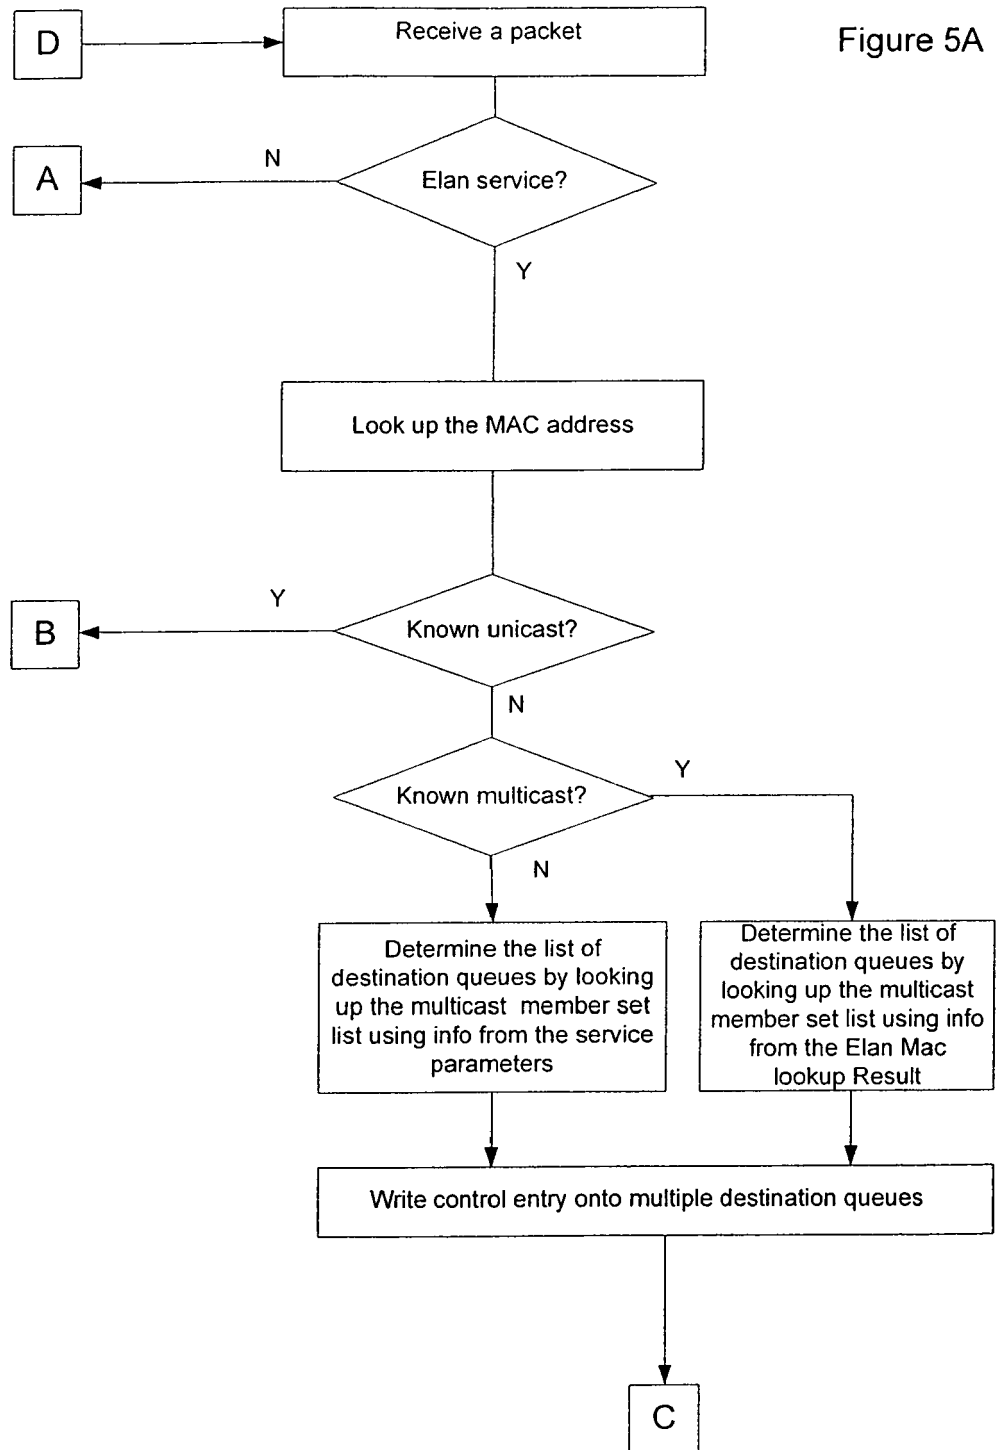 D
Receive a packet
Figure 5A
A
N
Elan service?
Y
Look up the MAC address
Y
B
Known unicast?
N
Y
Known multicast?
N
Determine the list of
destination queues by looking
up the multicast member set
list using info from the service
parameters
Determine the list of
destination queues by
looking up the multicast
member set list using info
from the Elan Mac
lookup Result
Write control entry onto multiple destination queues
C